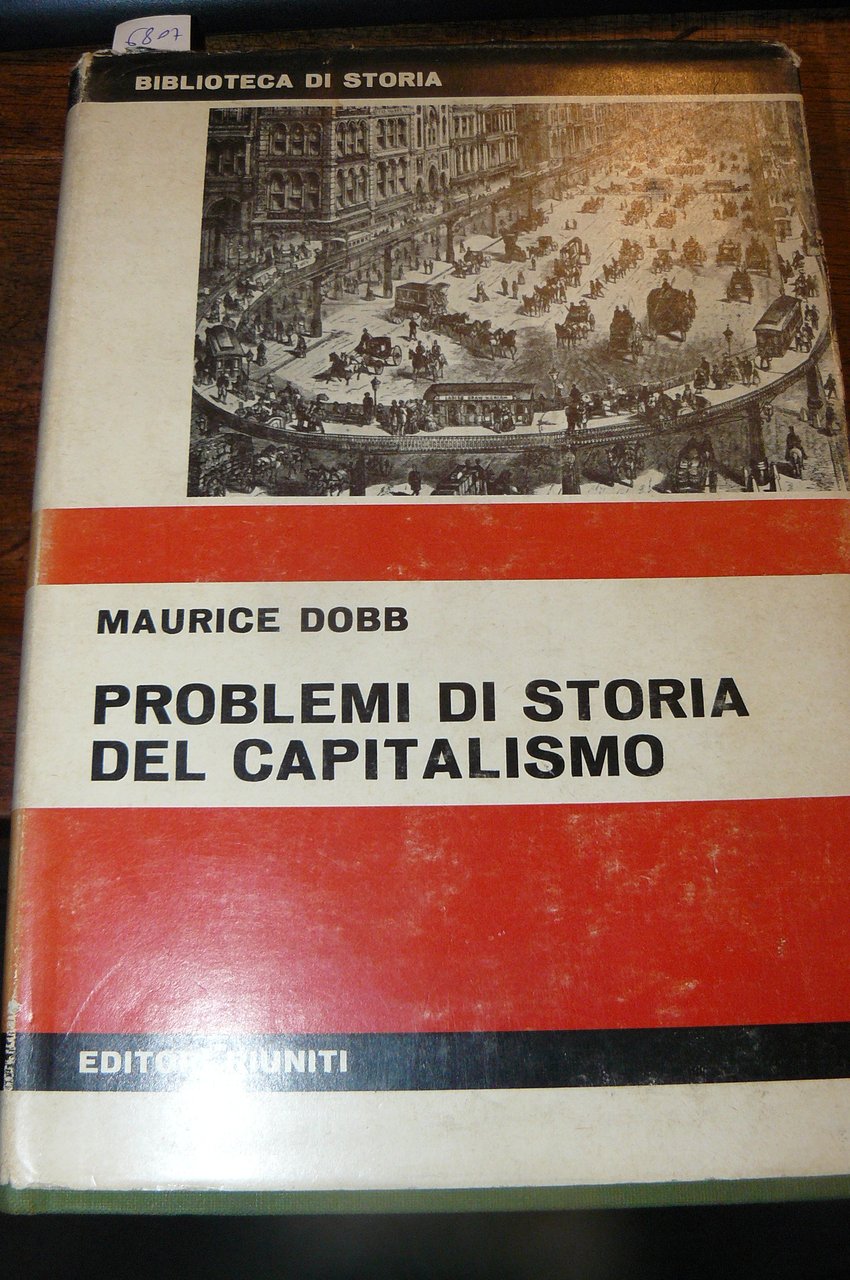 6807
BIBLIOTECA DI STORIA
MAURICE DOBB
PROBLEMI DI STORIA
DEL CAPITALISMO
EDITORI RIUNITI